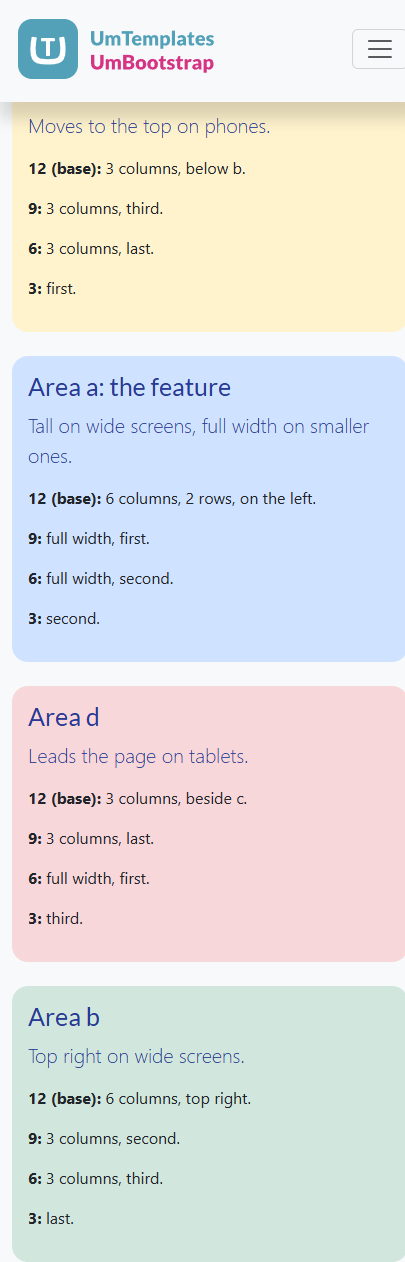 UmTemplates
UmBootstrap
Moves to the top on phones.
12 (base): 3 columns, below b.
9: 3 columns, third.
6: 3 columns, last.
3: first.
Area a: the feature
Tall on wide screens, full width on smaller
ones.
12 (base): 6 columns, 2 rows, on the left.
9: full width, first.
6: full width, second.
3: second.
Area d
Leads the page on tablets.
12 (base): 3 columns, beside c.
9: 3 columns, last.
6: full width, first.
3: third.
Area b
Top right on wide screens.
12 (base): 6 columns, top right.
9: 3 columns, second.
6: 3 columns, third.
3: last.